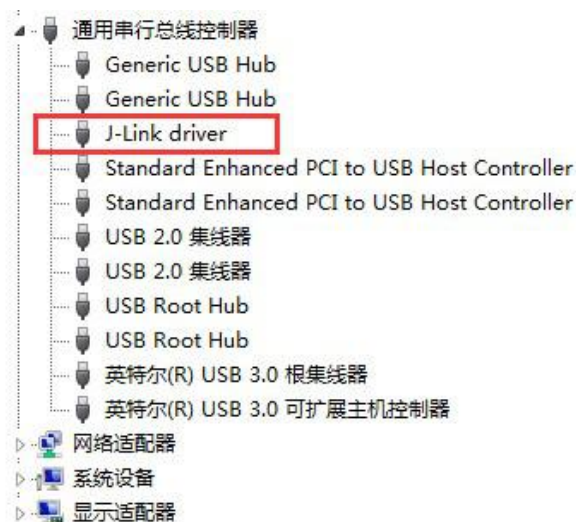 通用串行总线控制器
Generic USB Hub
Generic USB Hub
J-Link driver
Standard Enhanced PCI to USB Host Controller
Standard Enhanced PCI to USB Host Controller
USB 2.0 集线器
USB 2.0 集线器
USB Root Hub
USB Root Hub
英特尔(R) USB 3.0 根集线器
英特尔(R) USB 3.0 可扩展主机控制器
网络适配器
系统设备
显示适配器